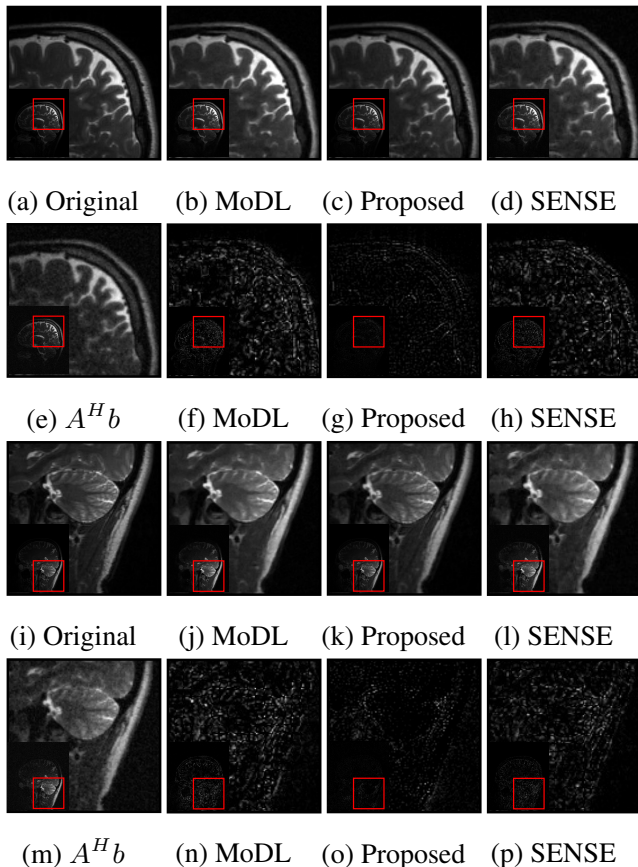 (a) Original (b) MoDL (c) Proposed (d) SENSE
(e) A^H b (f) MoDL (g) Proposed (h) SENSE
(i) Original (j) MoDL (k) Proposed (l) SENSE
(m) A^H b (n) MoDL (o) Proposed (p) SENSE